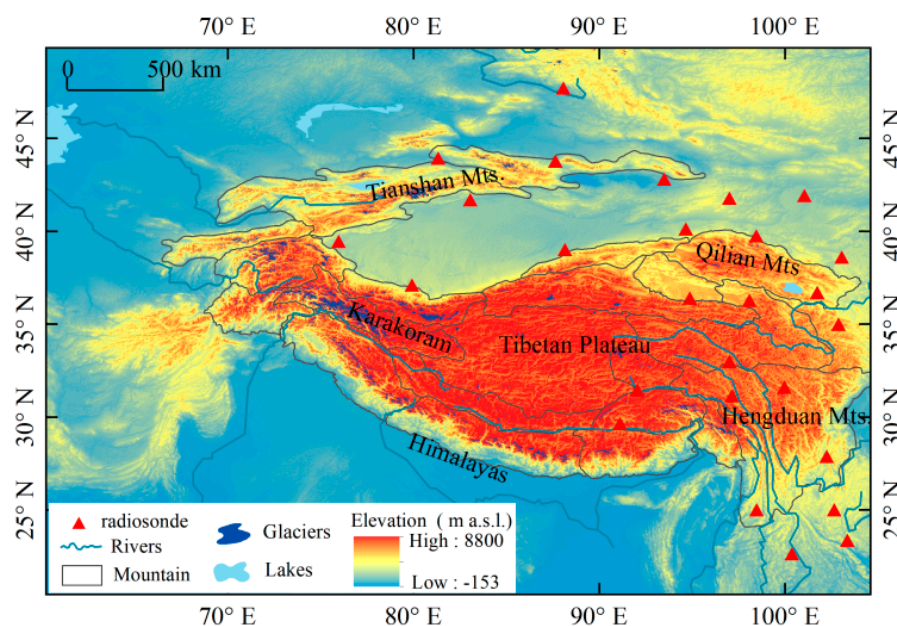 70° E 80° E 90° E 100° E
0 500 km
45° N 45° N
Tianshan Mts.
40° N 40° N
Qilian Mts
35° N 35° N
Karakoram
Tibetan Plateau
30° N 30° N
Hengduan Mts.
Himalayas
25° N 25° N
radiosonde
Rivers
Mountain
Glaciers
Lakes
Elevation ( m a.s.l.)
High : 8800
Low : -153
70° E 80° E 90° E 100° E